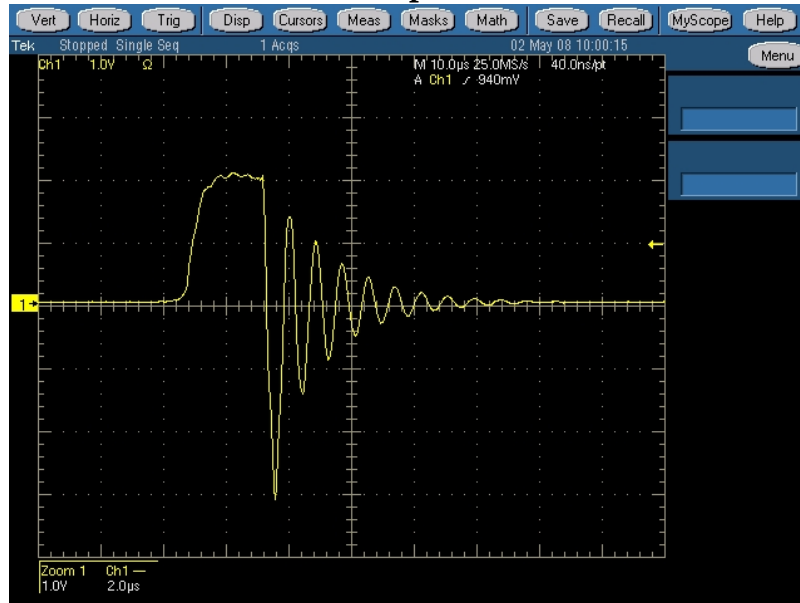 Vert Horiz Trig Disp Cursors Meas Masks Math Save Recall MyScope Help
Tek Stopped Single Seq 1 Acqs 02 May 08 10:00:15
Menu
Ch1 1.0V Ω M 10.0µs 25.0MS/s 40.0ns/pt
A Ch1 940mV
1
Zoom 1 Ch1
1.0V 2.0µs